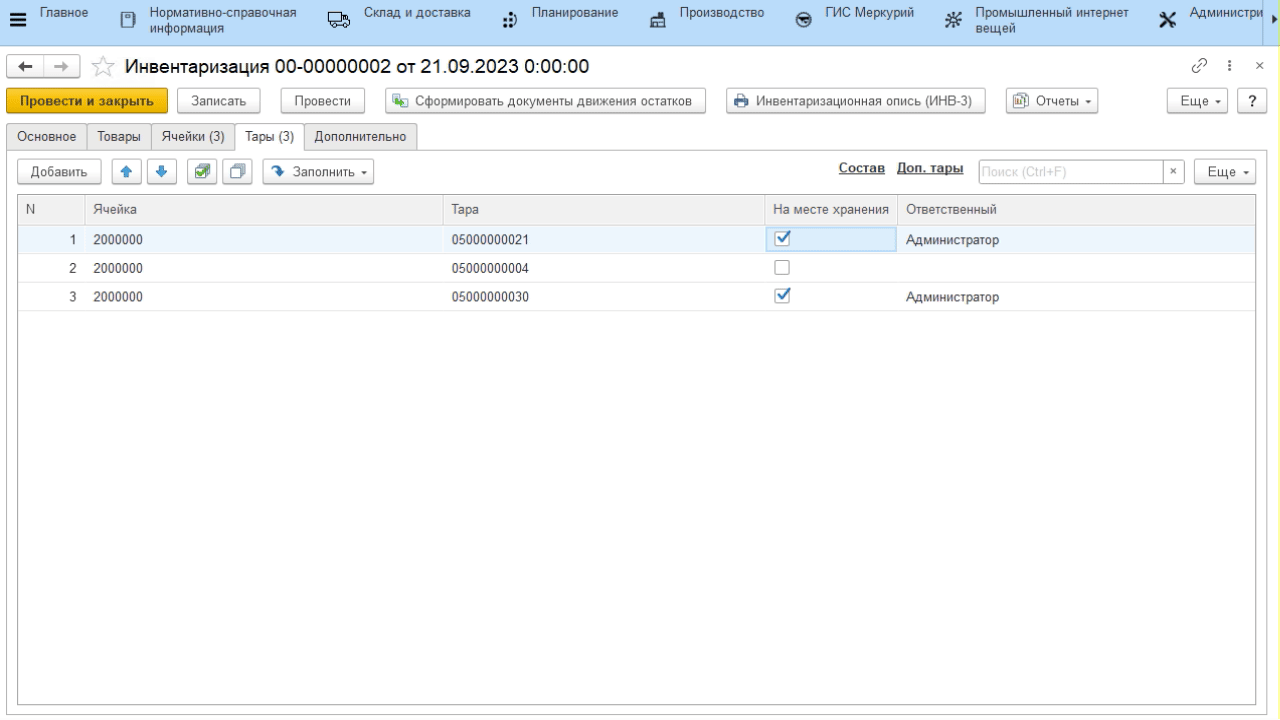 Главное
Нормативно-справочная
информация
Склад и доставка
Планирование
Производство
ГИС Меркурий
Промышленный интернет
вещей
Администри
Инвентаризация 00-00000002 от 21.09.2023 0:00:00
Провести и закрыть Записать Провести Сформировать документы движения остатков Инвентаризационная опись (ИНВ-3) Отчеты Еще ?
Основное Товары Ячейки (3) Тары (3) Дополнительно
Добавить Заполнить Состав Доп. тары Поиск (Ctrl+F) × Еще
N Ячейка Тара На месте хранения Ответственный
1 2000000 05000000021 Администратор
2 2000000 05000000004
3 2000000 05000000030 Администратор